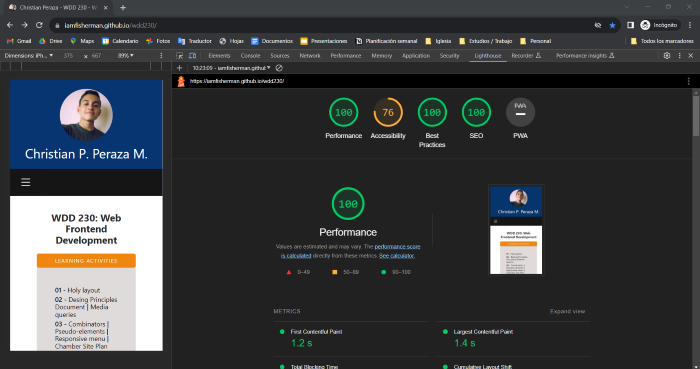 Christian Peraza - WDD 230 - W
iamfisherman.github.io/wdd230/
Incógnito
Gmail Drive Maps Calendar Fotos Traductor Hojas Documentos Presentaciones Planificación semanal Iglesia Estudios / Trabajo Personal Todos los marcadores
Dimensions: iPh... 375 × 667 89%
Elements Console Sources Network Performance Memory Application Security Lighthouse Recorder Performance insights
10:23:09 - iamfisherman.githul
https://iamfisherman.github.io/wdd230/
Christian P. Peraza M.
WDD 230: Web
Frontend
Development
LEARNING ACTIVITIES
01 - Holy layout
02 - Desing Principles
Document | Media
queries
03 - Combinators |
Pseudo-elements |
Responsive menu |
Chamber Site Plan
100 76 100 100 PWA
Performance Accessibility Best Practices SEO PWA
100
Performance
Values are estimated and may vary. The performance score
is calculated directly from these metrics. See calculator.
0–49 50–89 90–100
Christian P. Peraza M.
WDD 230: Web
Frontend Development
METRICS Expand view
First Contentful Paint
1.2 s
Largest Contentful Paint
1.4 s
Total Blocking Time
Cumulative Layout Shift